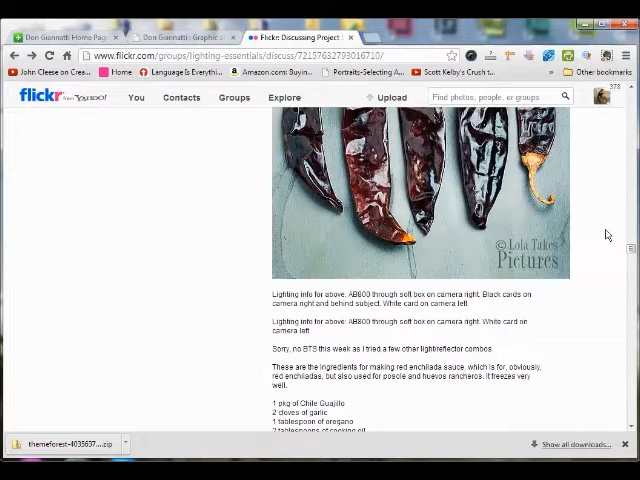 Don Giannatti Home Pag
Don Giannatti : Graphic a
Flickr: Discussing Project
www.flickr.com/groups/lighting-essentials/discuss/72157632793016710/
John Cleese on Crea...
Home
Language Is Everythi...
Amazon.com: Buyin...
Portraits-Selecting A...
Scott Kelby's Crush t...
Other bookmarks
flickr from YAHOO!
You
Contacts
Groups
Explore
Upload
Find photos, people, or groups
378
© Lola Takes
Pictures
Lighting info for above: AB800 through soft box on camera right. Black cards on
camera right and behind subject. White card on camera left.
Lighting info for above: AB800 through soft box on camera right. White card on
camera left.
Sorry, no BTS this week as I tried a few other light/reflector combos.
These are the ingredients for making red enchilada sauce, which is for, obviously,
red enchiladas, but also used for posole and huevos rancheros. It freezes very
well.
1 pkg of Chile Guajillo
2 cloves of garlic
1 tablespoon of oregano
2 tablespoons of cooking oil
themeforest-4035637....zip
Show all downloads...